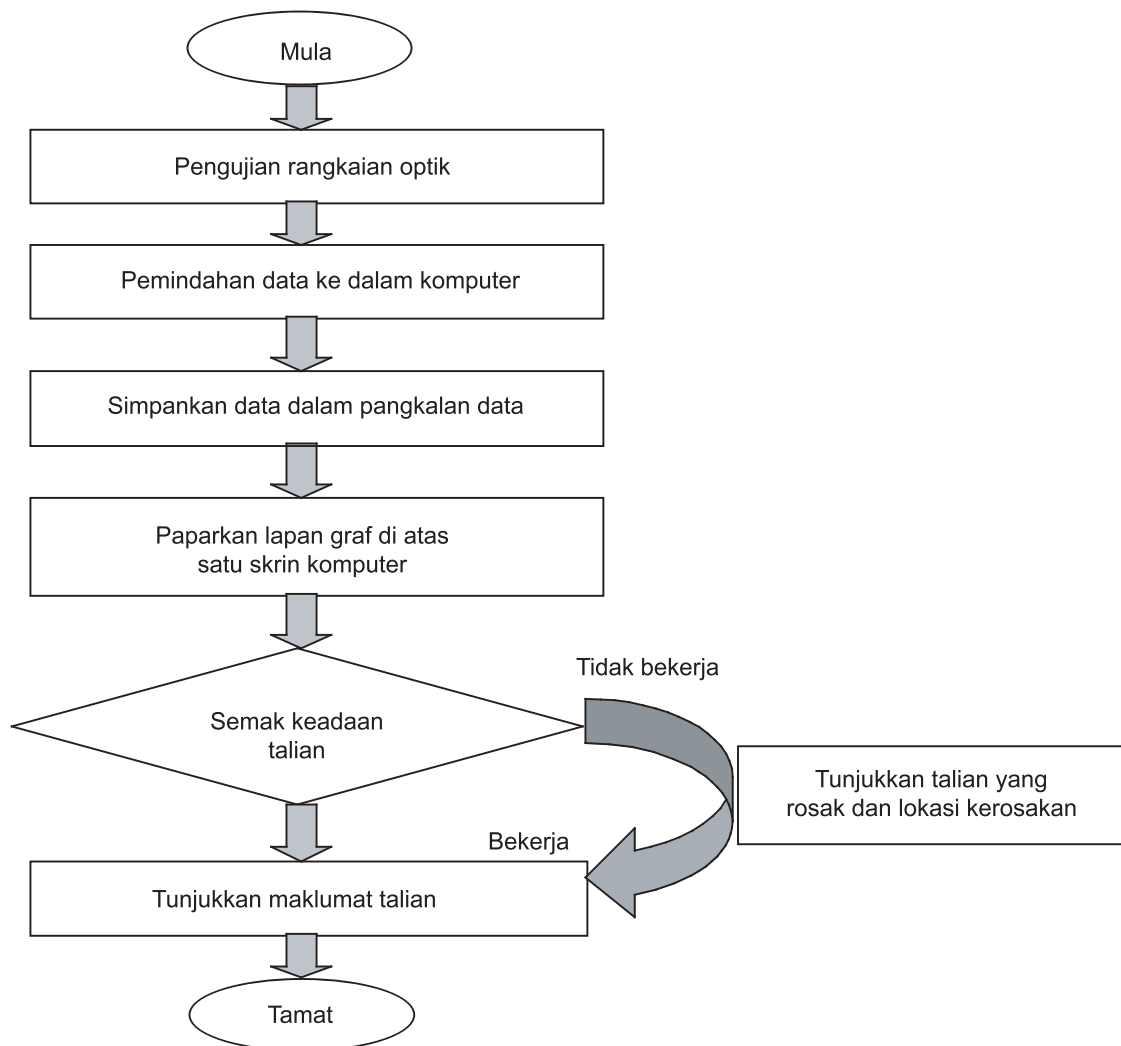 Mula
Pengujian rangkaian optik
Pemindahan data ke dalam komputer
Simpankan data dalam pangkalan data
Paparkan lapan graf di atas
satu skrin komputer
Tidak bekerja
Semak keadaan
talian
Tunjukkan talian yang
rosak dan lokasi kerosakan
Bekerja
Tunjukkan maklumat talian
Tamat